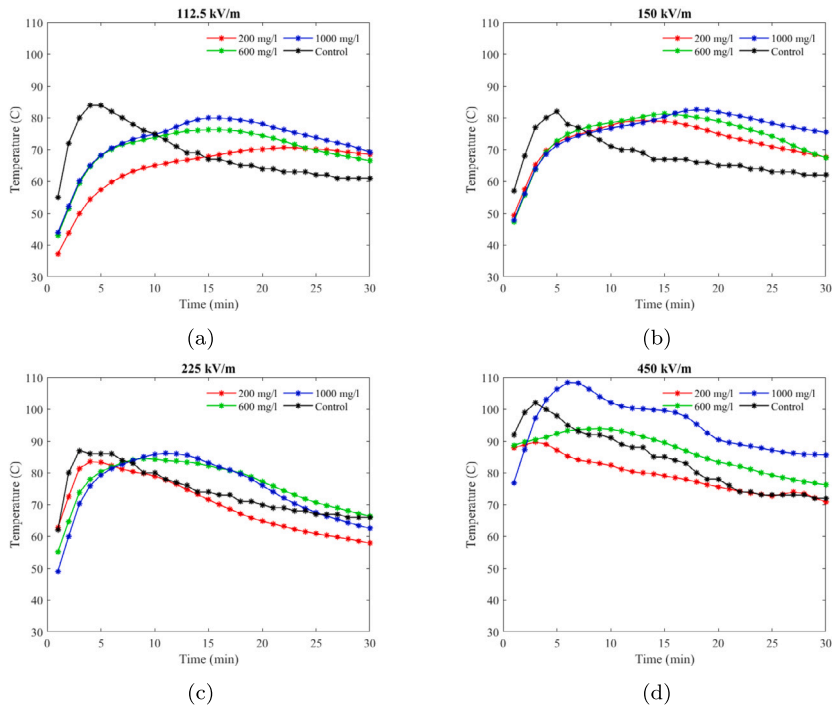 112.5 kV/m
200 mg/l 1000 mg/l
600 mg/l Control
110
100
90
80
70
60
50
40
30
Temperature (C)
0 5 10 15 20 25 30
Time (min)
(a)
150 kV/m
200 mg/l 1000 mg/l
600 mg/l Control
110
100
90
80
70
60
50
40
30
Temperature (C)
0 5 10 15 20 25 30
Time (min)
(b)
225 kV/m
200 mg/l 1000 mg/l
600 mg/l Control
110
100
90
80
70
60
50
40
30
Temperature (C)
0 5 10 15 20 25 30
Time (min)
(c)
450 kV/m
200 mg/l 1000 mg/l
600 mg/l Control
110
100
90
80
70
60
50
40
30
Temperature (C)
0 5 10 15 20 25 30
Time (min)
(d)